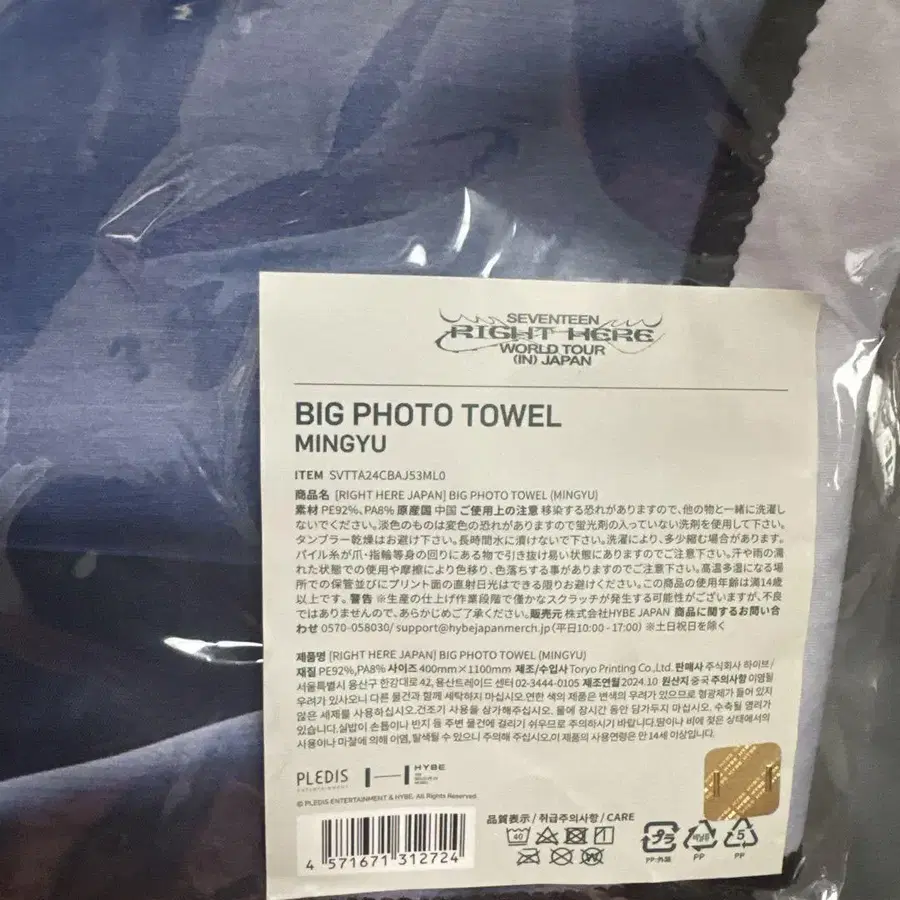 SEVENTEEN
RIGHT HERE
WORLD TOUR
(IN) JAPAN
BIG PHOTO TOWEL
MINGYU
ITEM SVTTA24CBAJ53ML0
商品名 [RIGHT HERE JAPAN] BIG PHOTO TOWEL (MINGYU)
素材 PE92%、PA8% 原産国 中国 ご使用上の注意 移染する恐れがありますので、他の物と一緒に洗濯し
ないでください。淡色のものは変色の恐れがありますので蛍光剤の入っていない洗剤を使用して下さい。
タンブラー乾燥はお避け下さい。長時間水に漬けないで下さい。洗濯により、多少縮む場合があります。
パイル糸が爪・指輪等身の回りにある物で引き抜け易い状態にありますのでご注意下さい。汗や雨の濡
れた状態での使用や摩擦により色移り、色落ちする事がありますのでご注意下さい。高温多湿になる場
所での保管並びにプリント面の直射日光はできる限りお避けください。この商品の使用年齢は満14歳
以上です。 警告 ※生産の仕上げ作業段階で僅かなスクラッチが発生する可能性がございますが、不良
ではありませんので、あらかじめご了承ください。販売元 株式会社HYBE JAPAN 商品に関するお問い合
わせ 0570-058030/ support@hybejapanmerch.jp (平日10:00 - 17:00) ※土日祝日を除く
제품명 [RIGHT HERE JAPAN] BIG PHOTO TOWEL (MINGYU)
재질 PE92%,PA8% 사이즈 400mm×1100mm 제조/수입사 Toryo Printing Co.,Ltd. 판매사 주식회사 하이브/
서울특별시 용산구 한강대로 42, 용산트레이드 센터 02-3444-0105 제조연월 2024.10 원산지 중국 주의사항 이염될
우려가 있사오니 다른 물건과 함께 세탁하지 마십시오.연한 색의 제품은 변색의 우려가 있으므로 형광제가 들어 있지
않은 세제를 사용하십시오.건조기 사용을 삼가해 주십시오. 물에 장시간 동안 담가두지 마십시오. 수축될 염려가
있습니다.실밥이 손톱이나 반지 등 주변 물건에 걸리기 쉬우므로 주의하시기 바랍니다.땀이나 비에 젖은 상태에서의
사용이나 마찰에 의해 이염,탈색될 수 있으니 주의해 주십시오.이 제품의 사용연령은 만 14세 이상입니다.
PLEDIS
ENTERTAINMENT
HYBE
© PLEDIS ENTERTAINMENT & HYBE. All Rights Reserved
4 571671 312724
品質表示 / 취급주의사항 / CARE
40
プラ
PP
5
PP